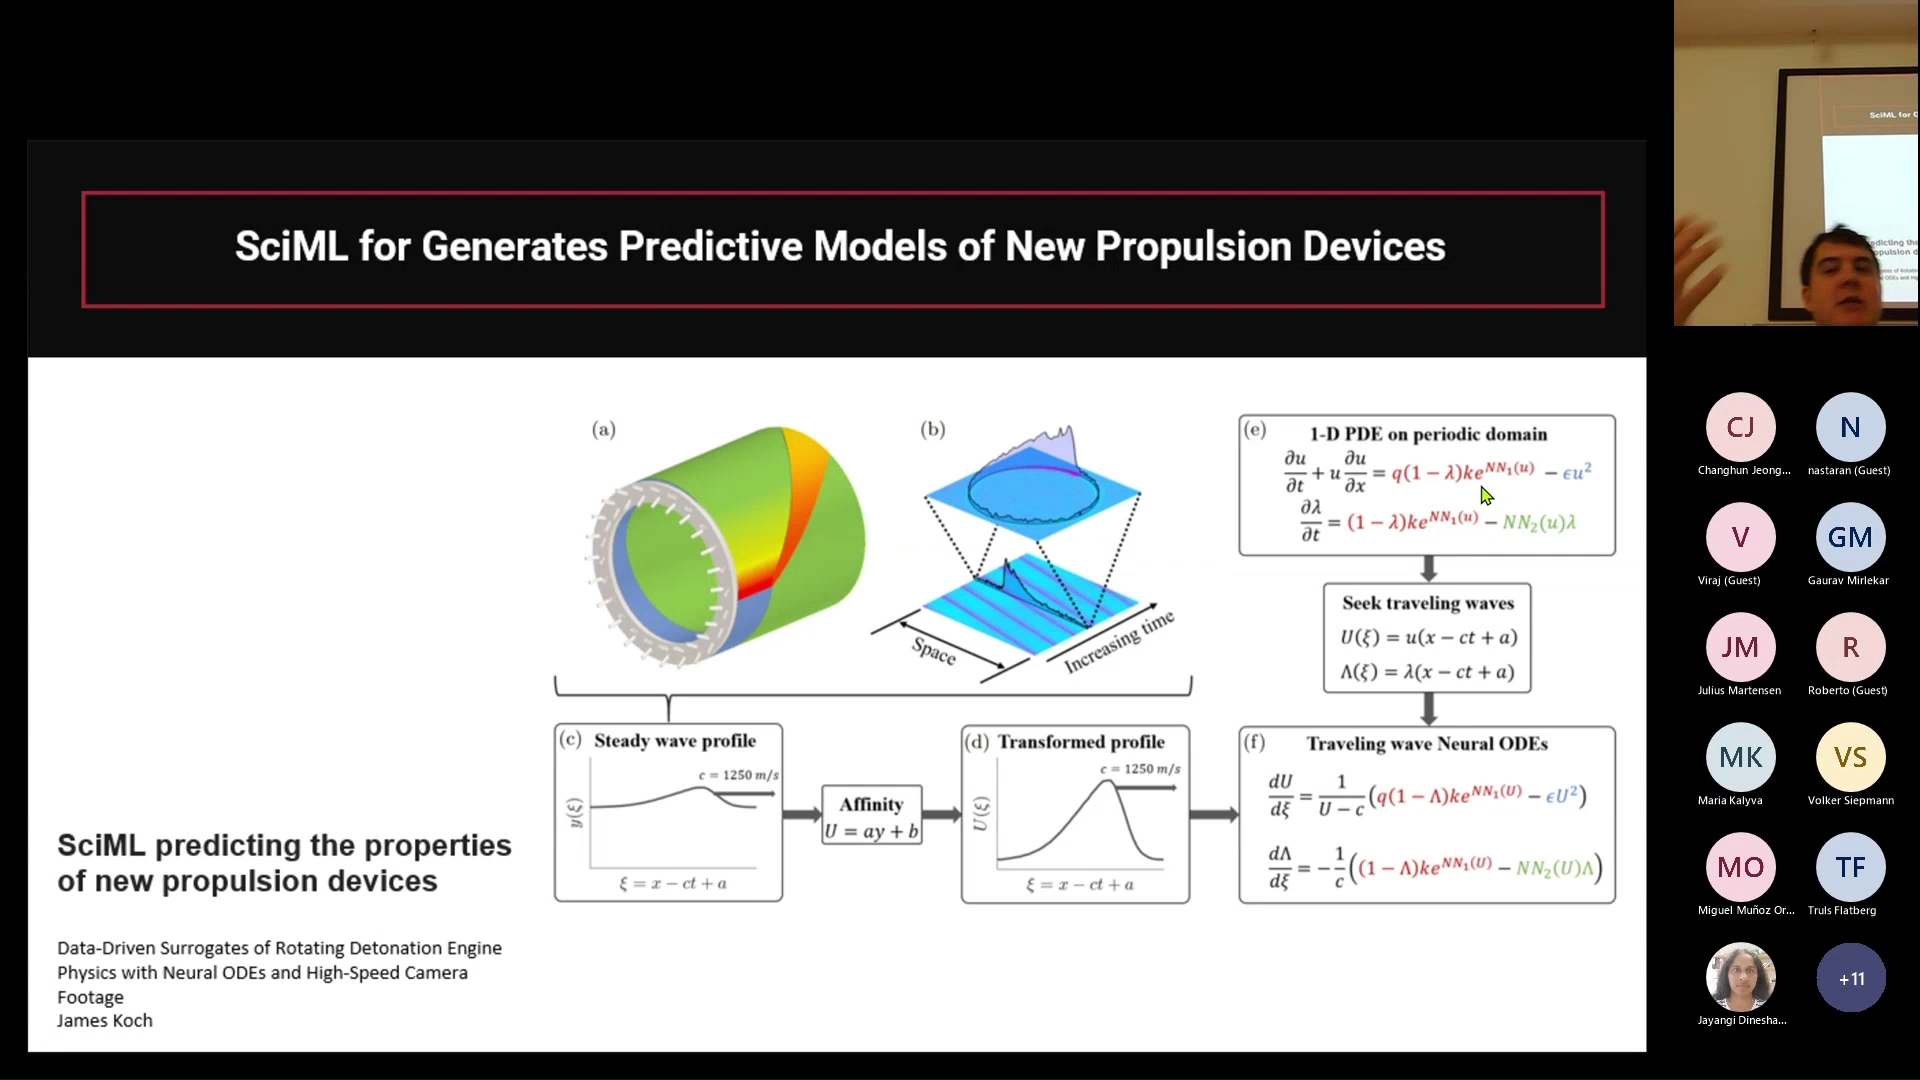 SciML for Generates Predictive Models of New Propulsion Devices
(a)
(b)
Space
Increasing time
(c) Steady wave profile
c = 1250 m/s
y(ξ)
ξ = x − ct + a
Affinity
U = ay + b
(d) Transformed profile
c = 1250 m/s
U(ξ)
ξ = x − ct + a
(e) 1-D PDE on periodic domain
∂u/∂t + u ∂u/∂x = q(1 − λ)ke^{NN₁(u)} − ϵu²
∂λ/∂t = (1 − λ)ke^{NN₁(u)} − NN₂(u)λ
Seek traveling waves
U(ξ) = u(x − ct + a)
Λ(ξ) = λ(x − ct + a)
(f) Traveling wave Neural ODEs
dU/dξ = 1/(U − c) (q(1 − Λ)ke^{NN₁(U)} − ϵU²)
dΛ/dξ = −1/c ((1 − Λ)ke^{NN₁(U)} − NN₂(U)Λ)
SciML predicting the properties
of new propulsion devices
Data-Driven Surrogates of Rotating Detonation Engine
Physics with Neural ODEs and High-Speed Camera
Footage
James Koch
SciML for G
CJ
Changhun Jeong...
N
nastaran (Guest)
V
Viraj (Guest)
GM
Gaurav Mirlekar
JM
Julius Martensen
R
Roberto (Guest)
MK
Maria Kalyva
VS
Volker Siepmann
MO
Miguel Muñoz Or...
TF
Truls Flatberg
Jayangi Dinesha...
+11